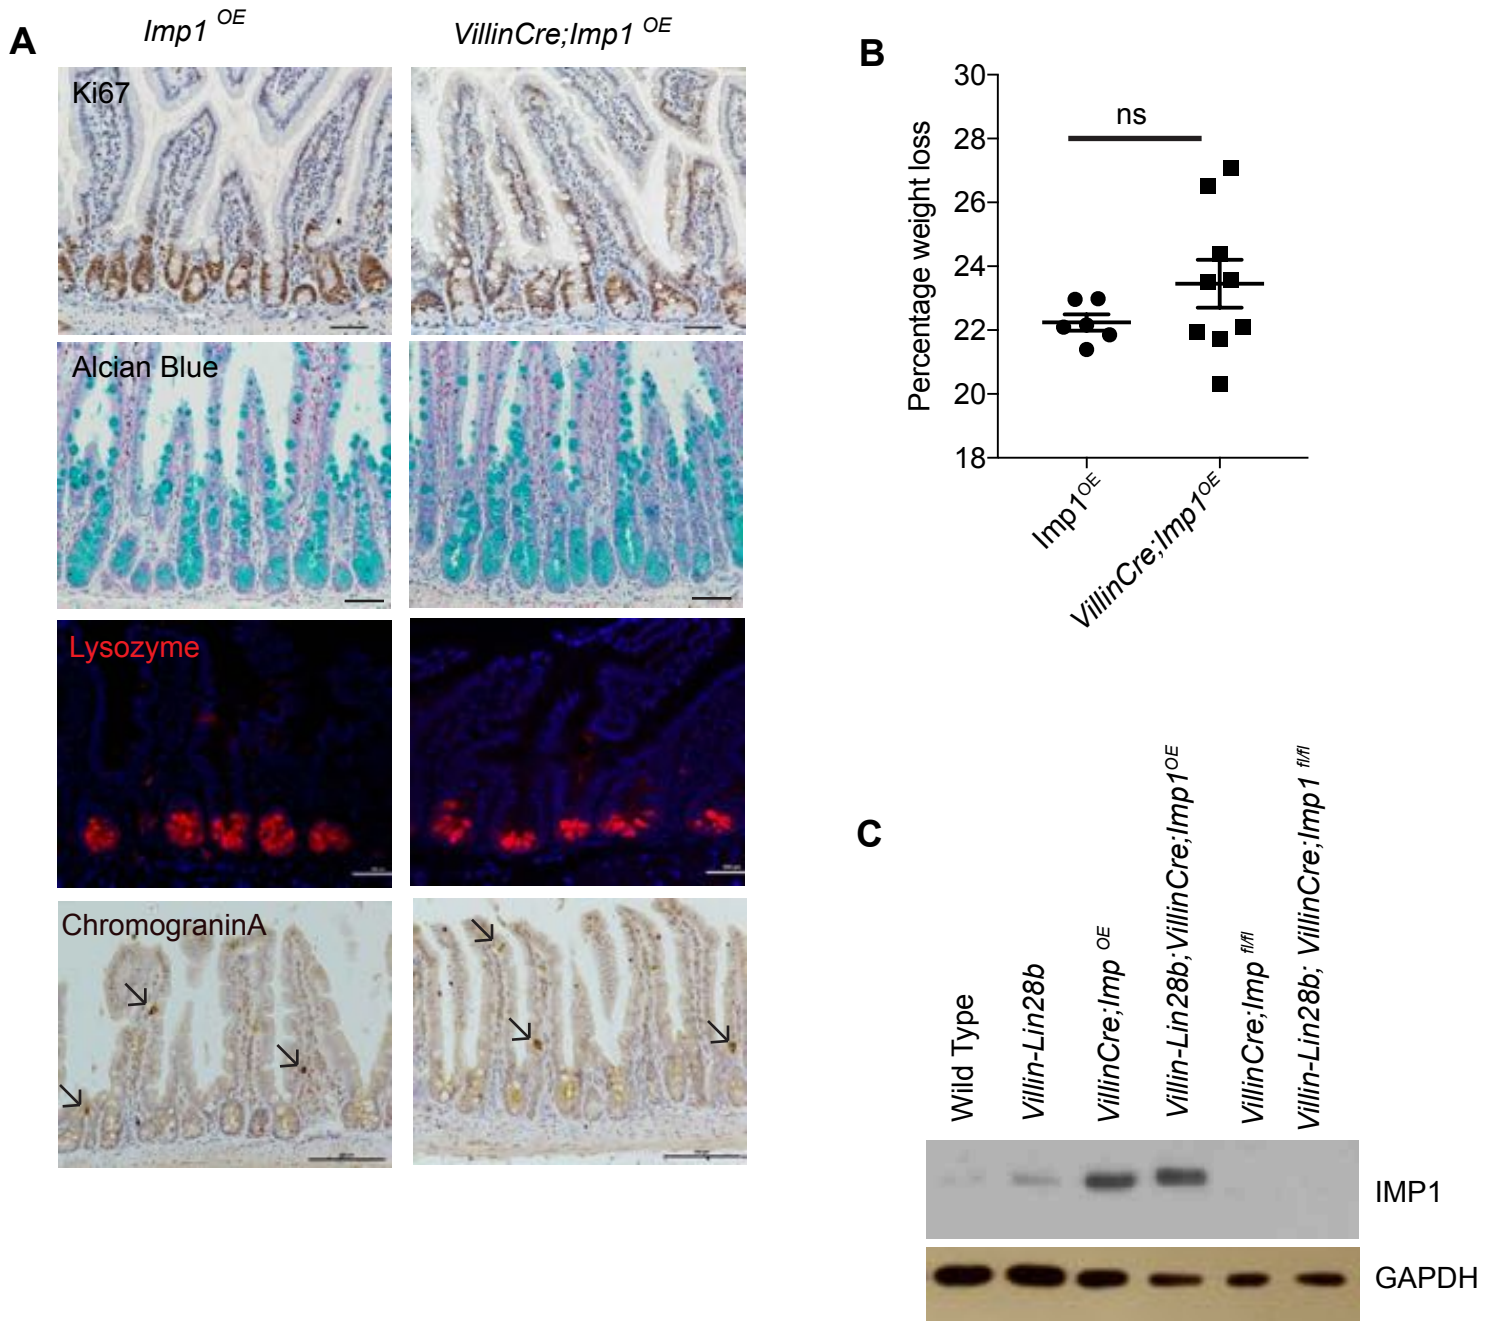 A
Imp1 OE
VillinCre;Imp1 OE
Ki67
Alcian Blue
Lysozyme
ChromograninA
B
Percentage weight loss
30
28
26
24
22
20
18
ns
Imp1OE
VillinCre;Imp1OE
C
Wild Type
Villin-Lin28b
VillinCre;Imp OE
Villin-Lin28b;VillinCre;Imp1OE
VillinCre;Imp fl/fl
Villin-Lin28b; VillinCre;Imp1 fl/fl
IMP1
GAPDH